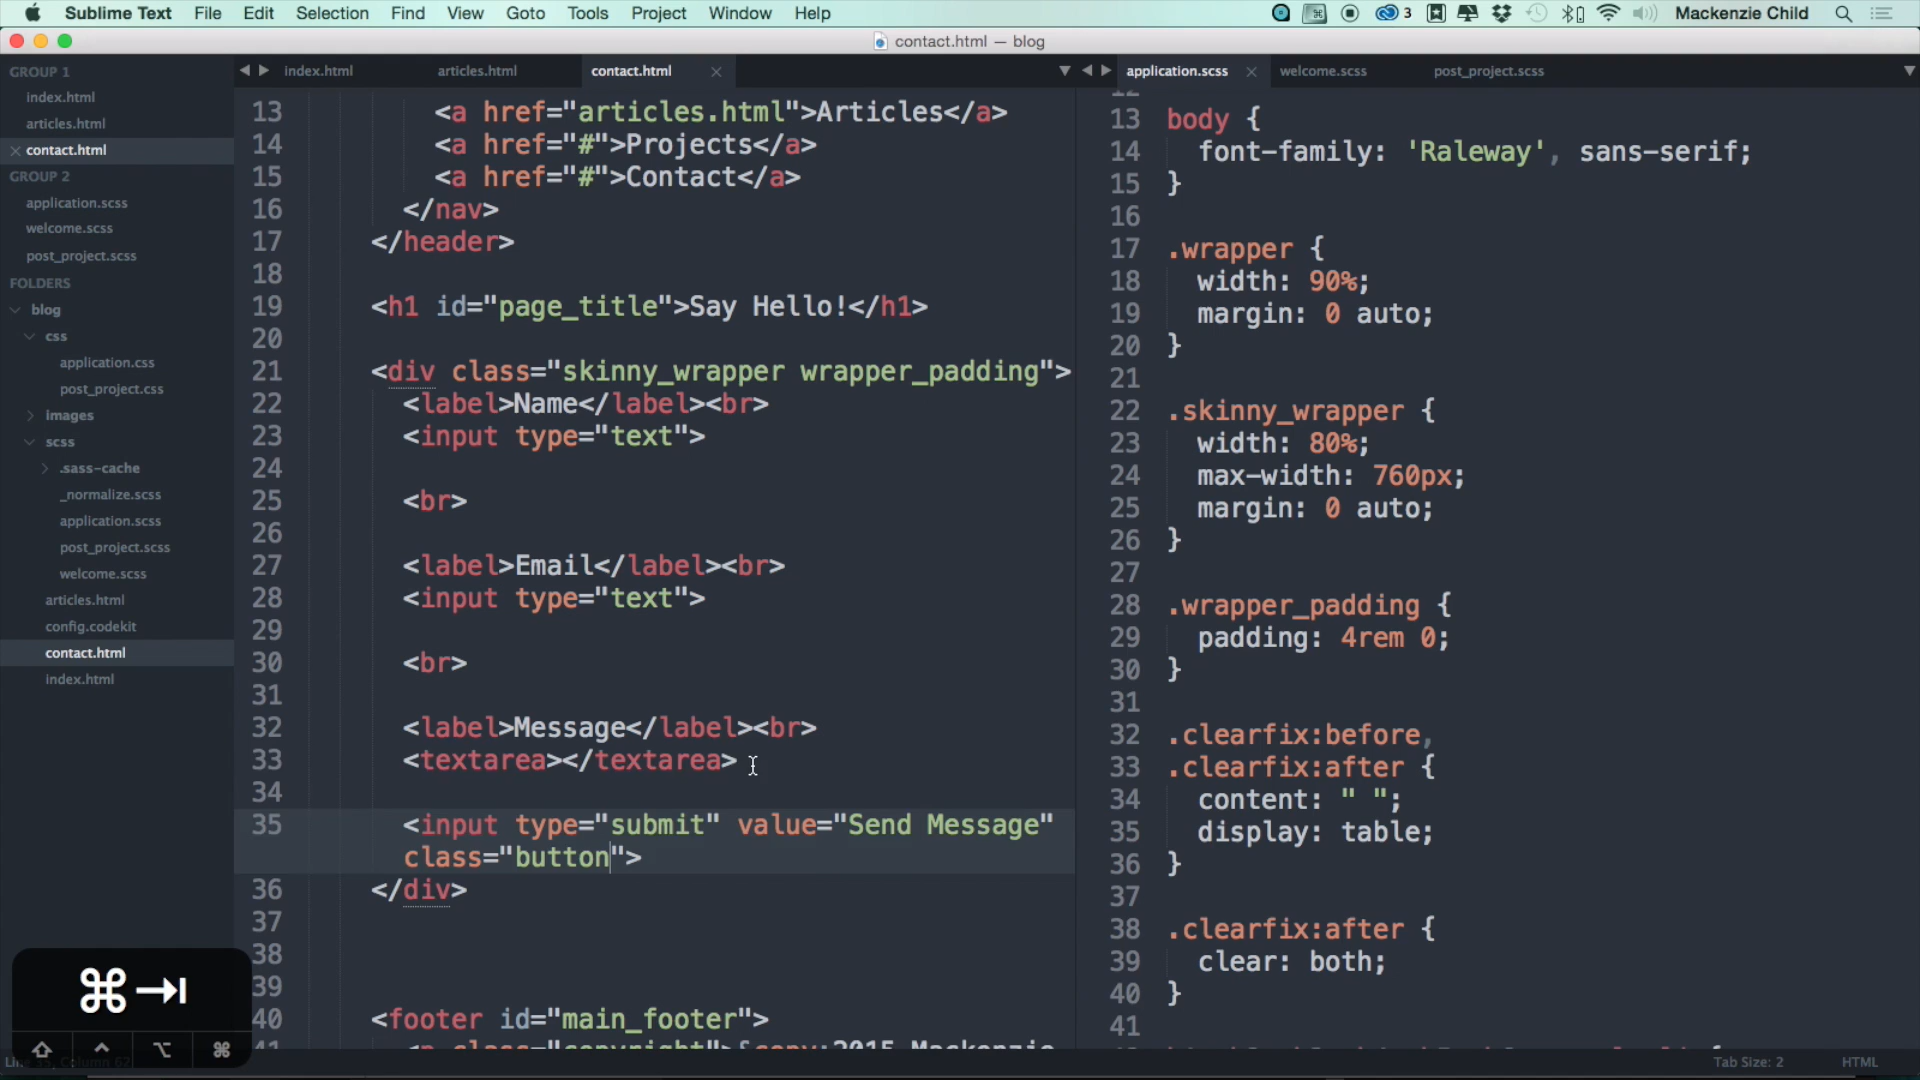 Sublime Text File Edit Selection Find View Goto Tools Project Window Help 3 Mackenzie Child
contact.html — blog
GROUP 1
index.html
articles.html
contact.html
GROUP 2
application.scss
welcome.scss
post_project.scss
FOLDERS
blog
css
application.css
post_project.css
images
scss
.sass-cache
_normalize.scss
application.scss
post_project.scss
welcome.scss
articles.html
config.codekit
contact.html
index.html
index.html articles.html contact.html
13 <a href="articles.html">Articles</a>
14 <a href="#">Projects</a>
15 <a href="#">Contact</a>
16 </nav>
17 </header>
18
19 <h1 id="page_title">Say Hello!</h1>
20
21 <div class="skinny_wrapper wrapper_padding">
22 <label>Name</label><br>
23 <input type="text">
24
25 <br>
26
27 <label>Email</label><br>
28 <input type="text">
29
30 <br>
31
32 <label>Message</label><br>
33 <textarea></textarea>
34
35 <input type="submit" value="Send Message"
class="button">
36 </div>
37
38
39
40 <footer id="main_footer">
41 <p class="copyright">&copy;2015 Mackenzie
application.scss welcome.scss post_project.scss
12
13 body {
14 font-family: 'Raleway', sans-serif;
15 }
16
17 .wrapper {
18 width: 90%;
19 margin: 0 auto;
20 }
21
22 .skinny_wrapper {
23 width: 80%;
24 max-width: 760px;
25 margin: 0 auto;
26 }
27
28 .wrapper_padding {
29 padding: 4rem 0;
30 }
31
32 .clearfix:before,
33 .clearfix:after {
34 content: " ";
35 display: table;
36 }
37
38 .clearfix:after {
39 clear: both;
40 }
41
Tab Size: 2 HTML